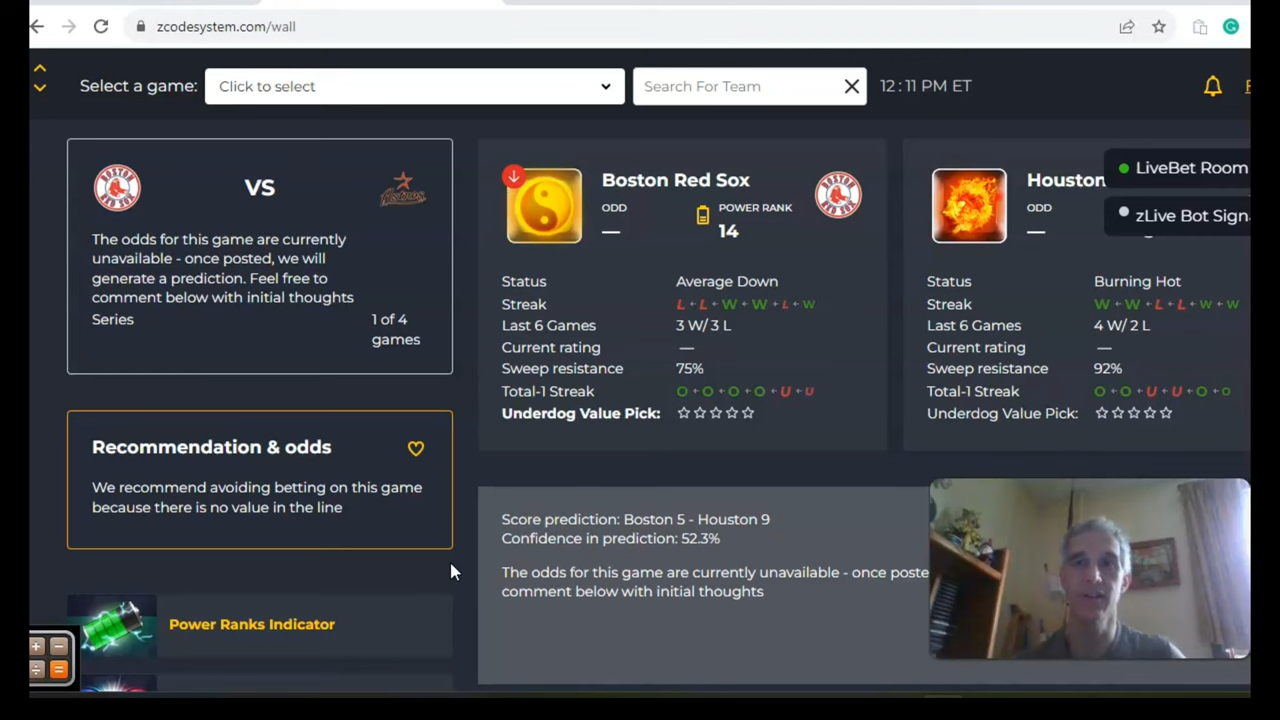 zcodesystem.com/wall
Select a game:
Click to select
Search For Team
12:11 PM ET
BOSTON RED SOX
VS
Astros
The odds for this game are currently
unavailable - once posted, we will
generate a prediction. Feel free to
comment below with initial thoughts
Series
1 of 4
games
Recommendation & odds
We recommend avoiding betting on this game
because there is no value in the line
Power Ranks Indicator
Boston Red Sox
ODD
—
POWER RANK
14
Status Average Down
Streak L L W W L W
Last 6 Games 3 W/ 3 L
Current rating —
Sweep resistance 75%
Total-1 Streak O O O O U U
Underdog Value Pick:
Houston
ODD
—
LiveBet Room
zLive Bot Signa
Status Burning Hot
Streak W W L L W W
Last 6 Games 4 W/ 2 L
Current rating —
Sweep resistance 92%
Total-1 Streak O O U U O O
Underdog Value Pick:
Score prediction: Boston 5 - Houston 9
Confidence in prediction: 52.3%
The odds for this game are currently unavailable - once poste
comment below with initial thoughts